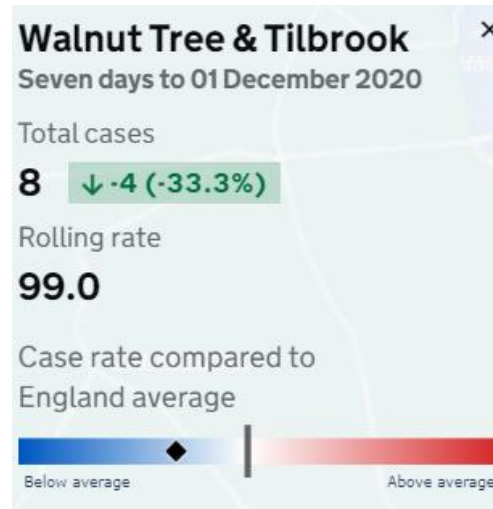 Walnut Tree & Tilbrook
Seven days to 01 December 2020
Total cases
8 ↓ -4 (-33.3%)
Rolling rate
99.0
Case rate compared to
England average
Below average Above average